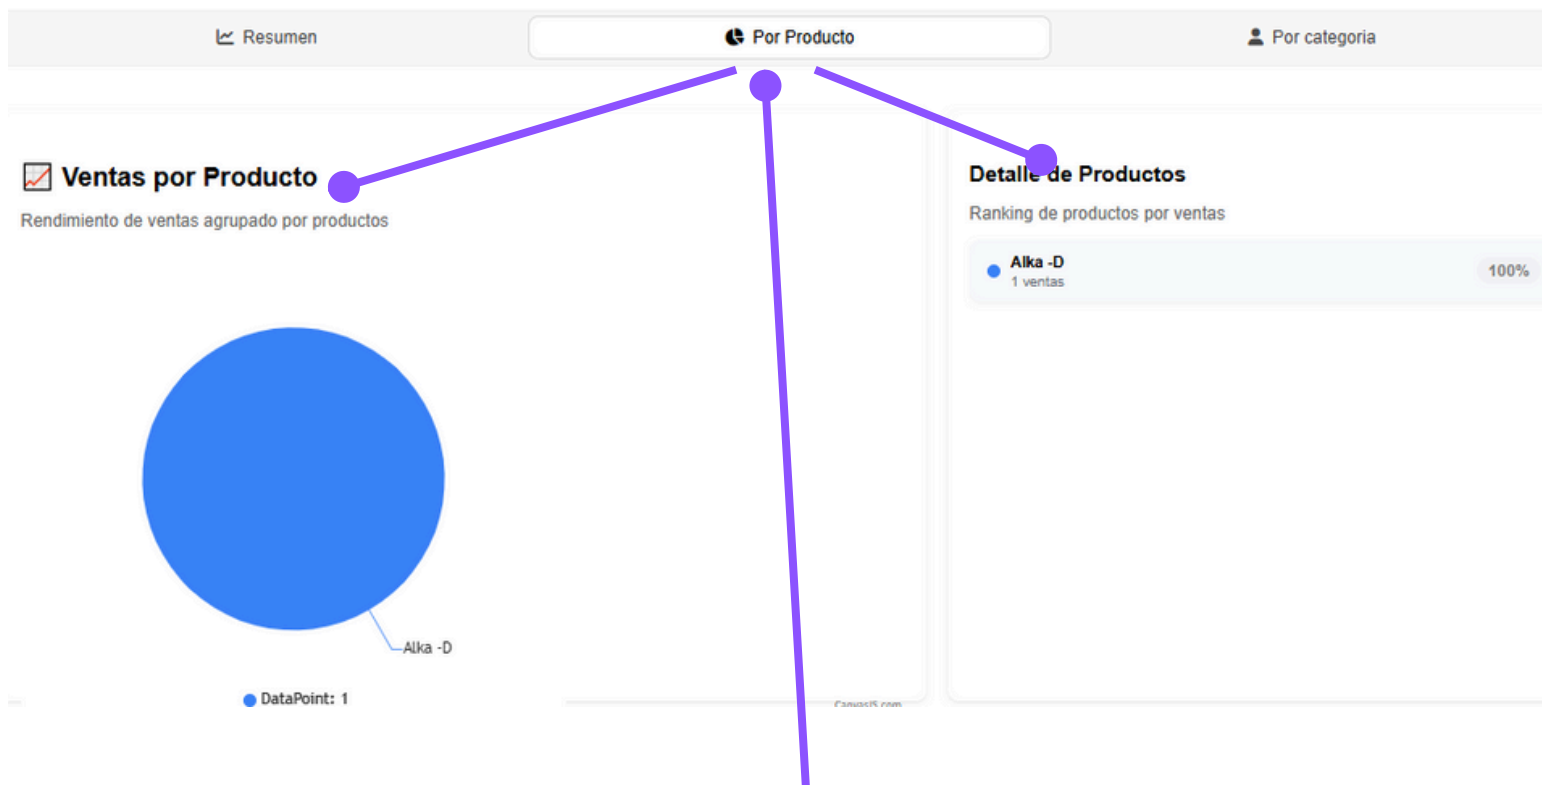 Resumen
Por Producto
Por categoria
Ventas por Producto
Rendimiento de ventas agrupado por productos
Alka -D
DataPoint: 1
CanvasJS.com
Detalle de Productos
Ranking de productos por ventas
Alka -D
1 ventas
100%